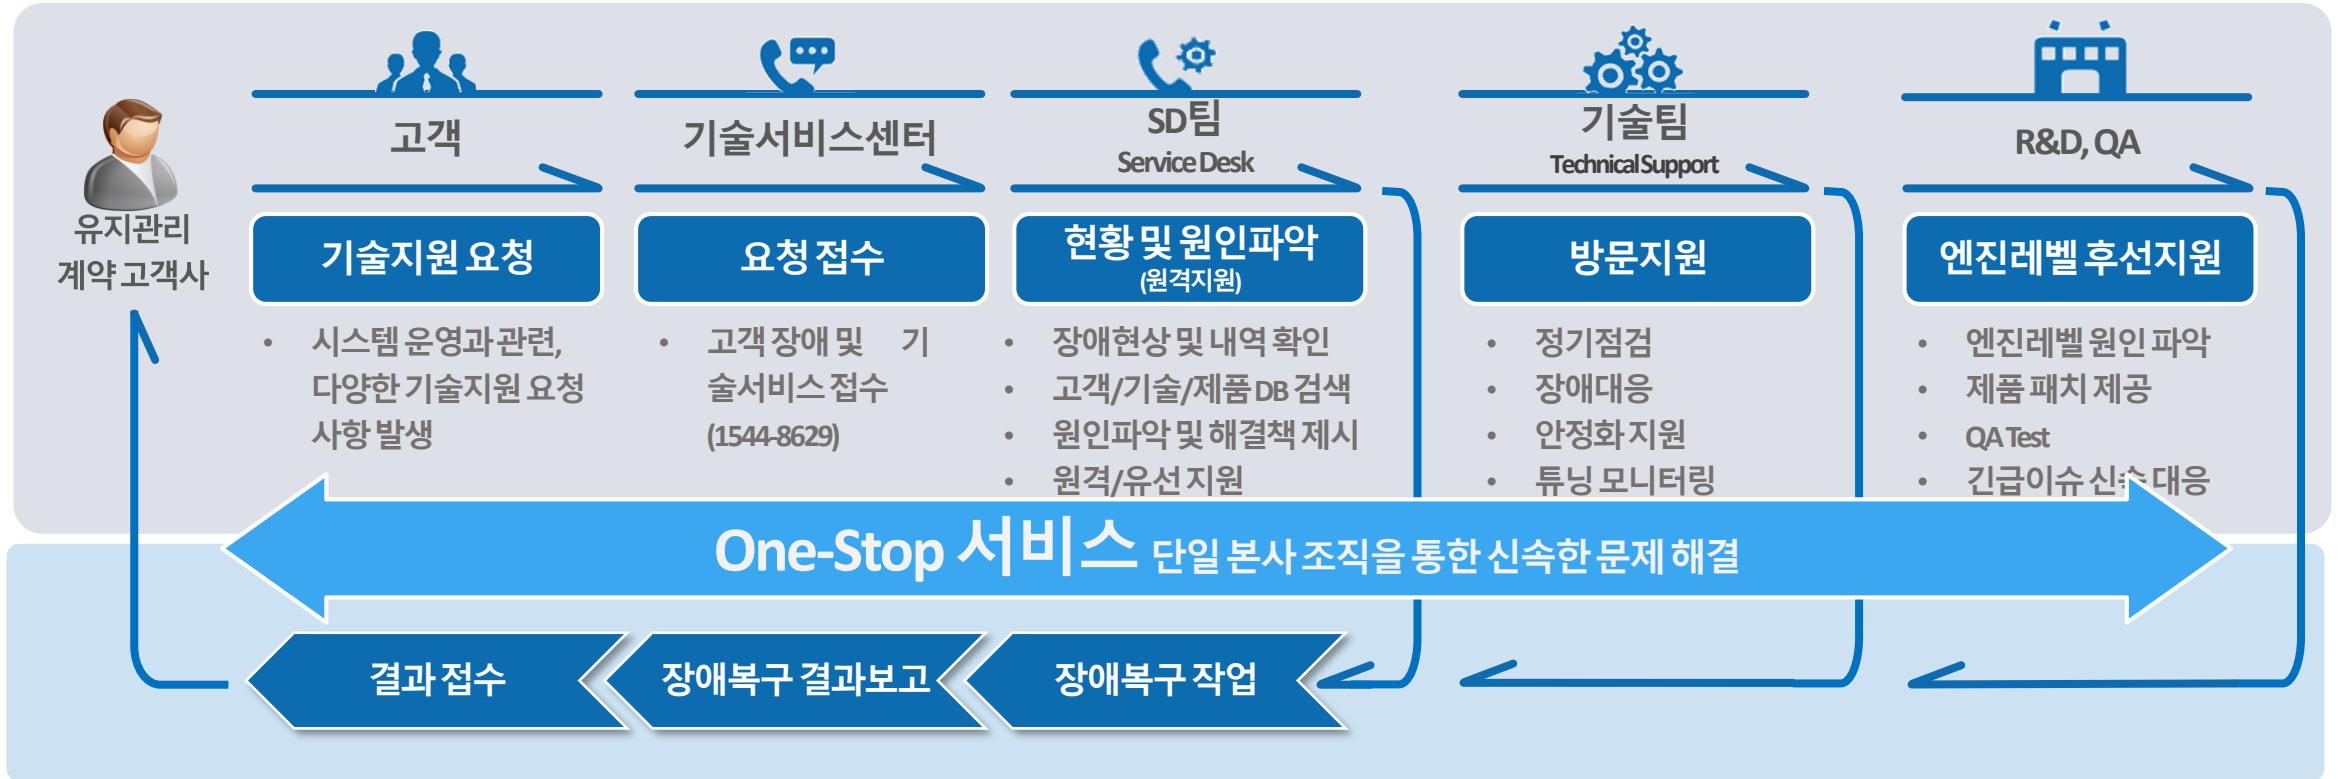 유지관리
계약 고객사
고객
기술지원 요청
• 시스템 운영과 관련,
다양한 기술지원 요청
사항 발생
기술서비스센터
요청 접수
• 고객 장애 및 기
술서비스 접수
(1544-8629)
SD팀
Service Desk
현황 및 원인파악
(원격지원)
• 장애현상 및 내역 확인
• 고객/기술/제품 DB 검색
• 원인파악 및 해결책 제시
• 원격/유선 지원
기술팀
Technical Support
방문지원
• 정기점검
• 장애대응
• 안정화 지원
• 튜닝 모니터링
R&D, QA
엔진레벨 후선지원
• 엔진레벨 원인 파악
• 제품 패치 제공
• QA Test
• 긴급이슈 신속 대응
One-Stop 서비스 단일 본사 조직을 통한 신속한 문제 해결
결과 접수
장애복구 결과보고
장애복구 작업